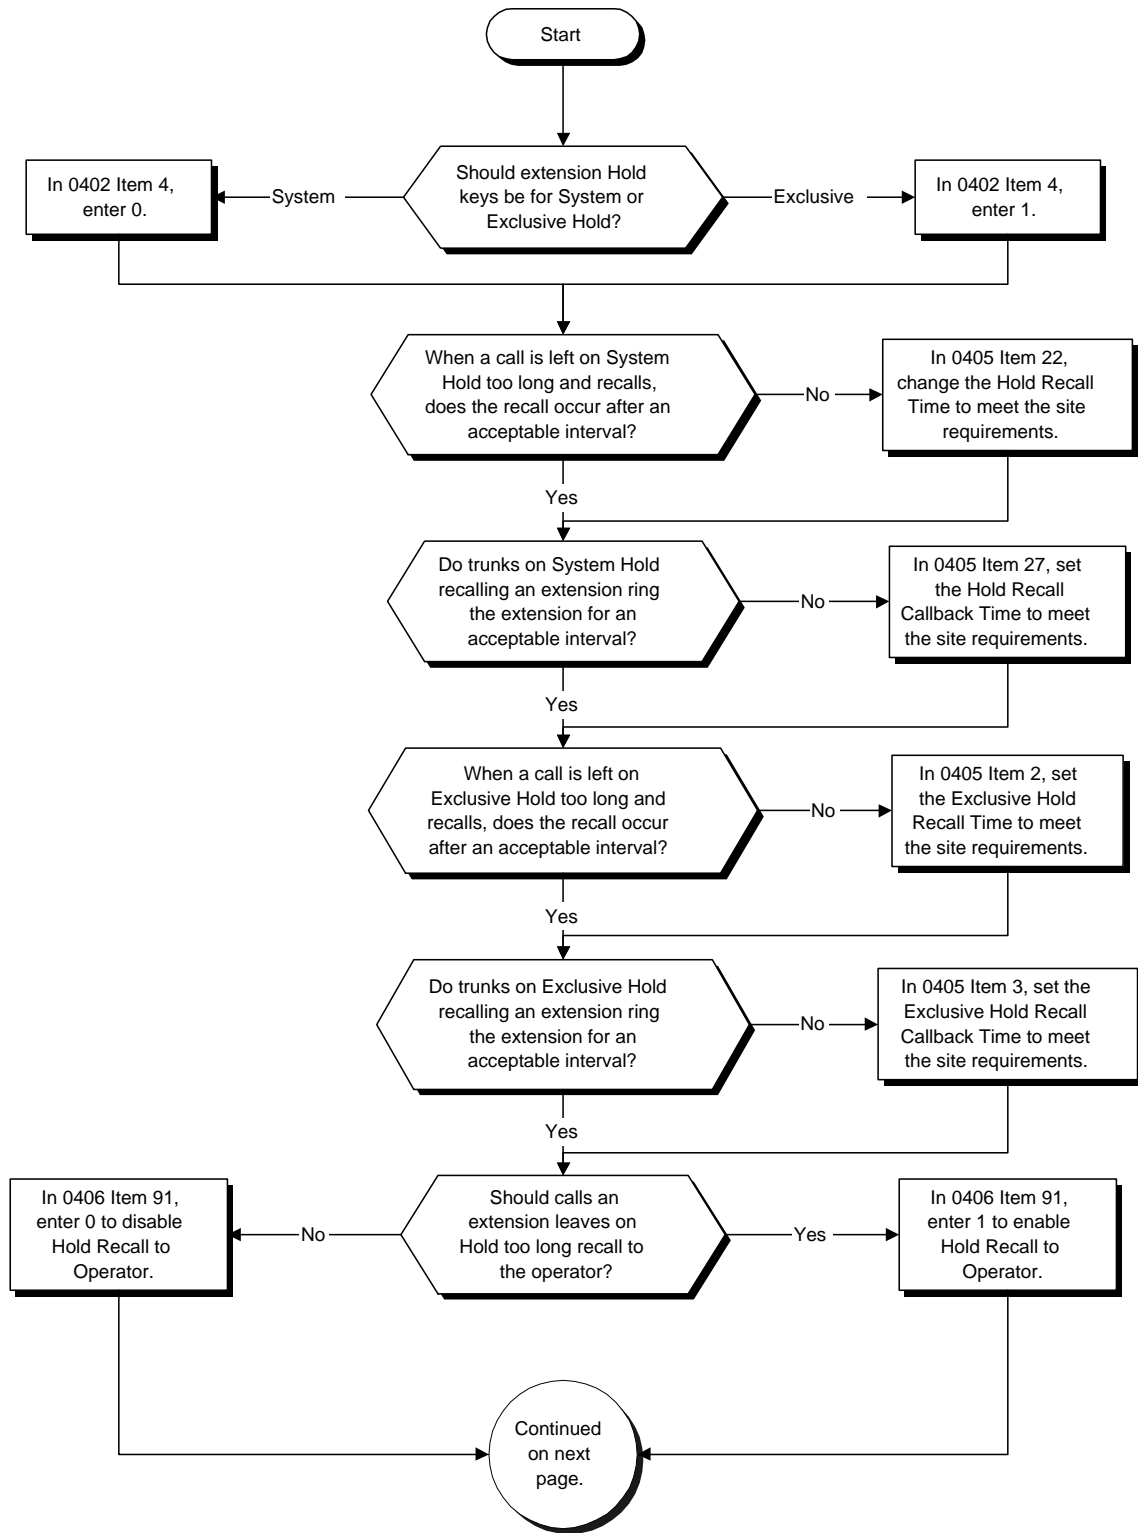 Start
Should extension Hold
keys be for System or
Exclusive Hold?
System
Exclusive
In 0402 Item 4,
enter 0.
In 0402 Item 4,
enter 1.
When a call is left on System
Hold too long and recalls,
does the recall occur after an
acceptable interval?
No
In 0405 Item 22,
change the Hold Recall
Time to meet the site
requirements.
Yes
Do trunks on System Hold
recalling an extension ring
the extension for an
acceptable interval?
No
In 0405 Item 27, set
the Hold Recall
Callback Time to meet
the site requirements.
Yes
When a call is left on
Exclusive Hold too long and
recalls, does the recall occur
after an acceptable interval?
No
In 0405 Item 2, set
the Exclusive Hold
Recall Time to meet
the site requirements.
Yes
Do trunks on Exclusive Hold
recalling an extension ring
the extension for an
acceptable interval?
No
In 0405 Item 3, set the
Exclusive Hold Recall
Callback Time to meet
the site requirements.
Yes
Should calls an
extension leaves on
Hold too long recall to
the operator?
No
Yes
In 0406 Item 91,
enter 0 to disable
Hold Recall to
Operator.
In 0406 Item 91,
enter 1 to enable
Hold Recall to
Operator.
Continued
on next
page.